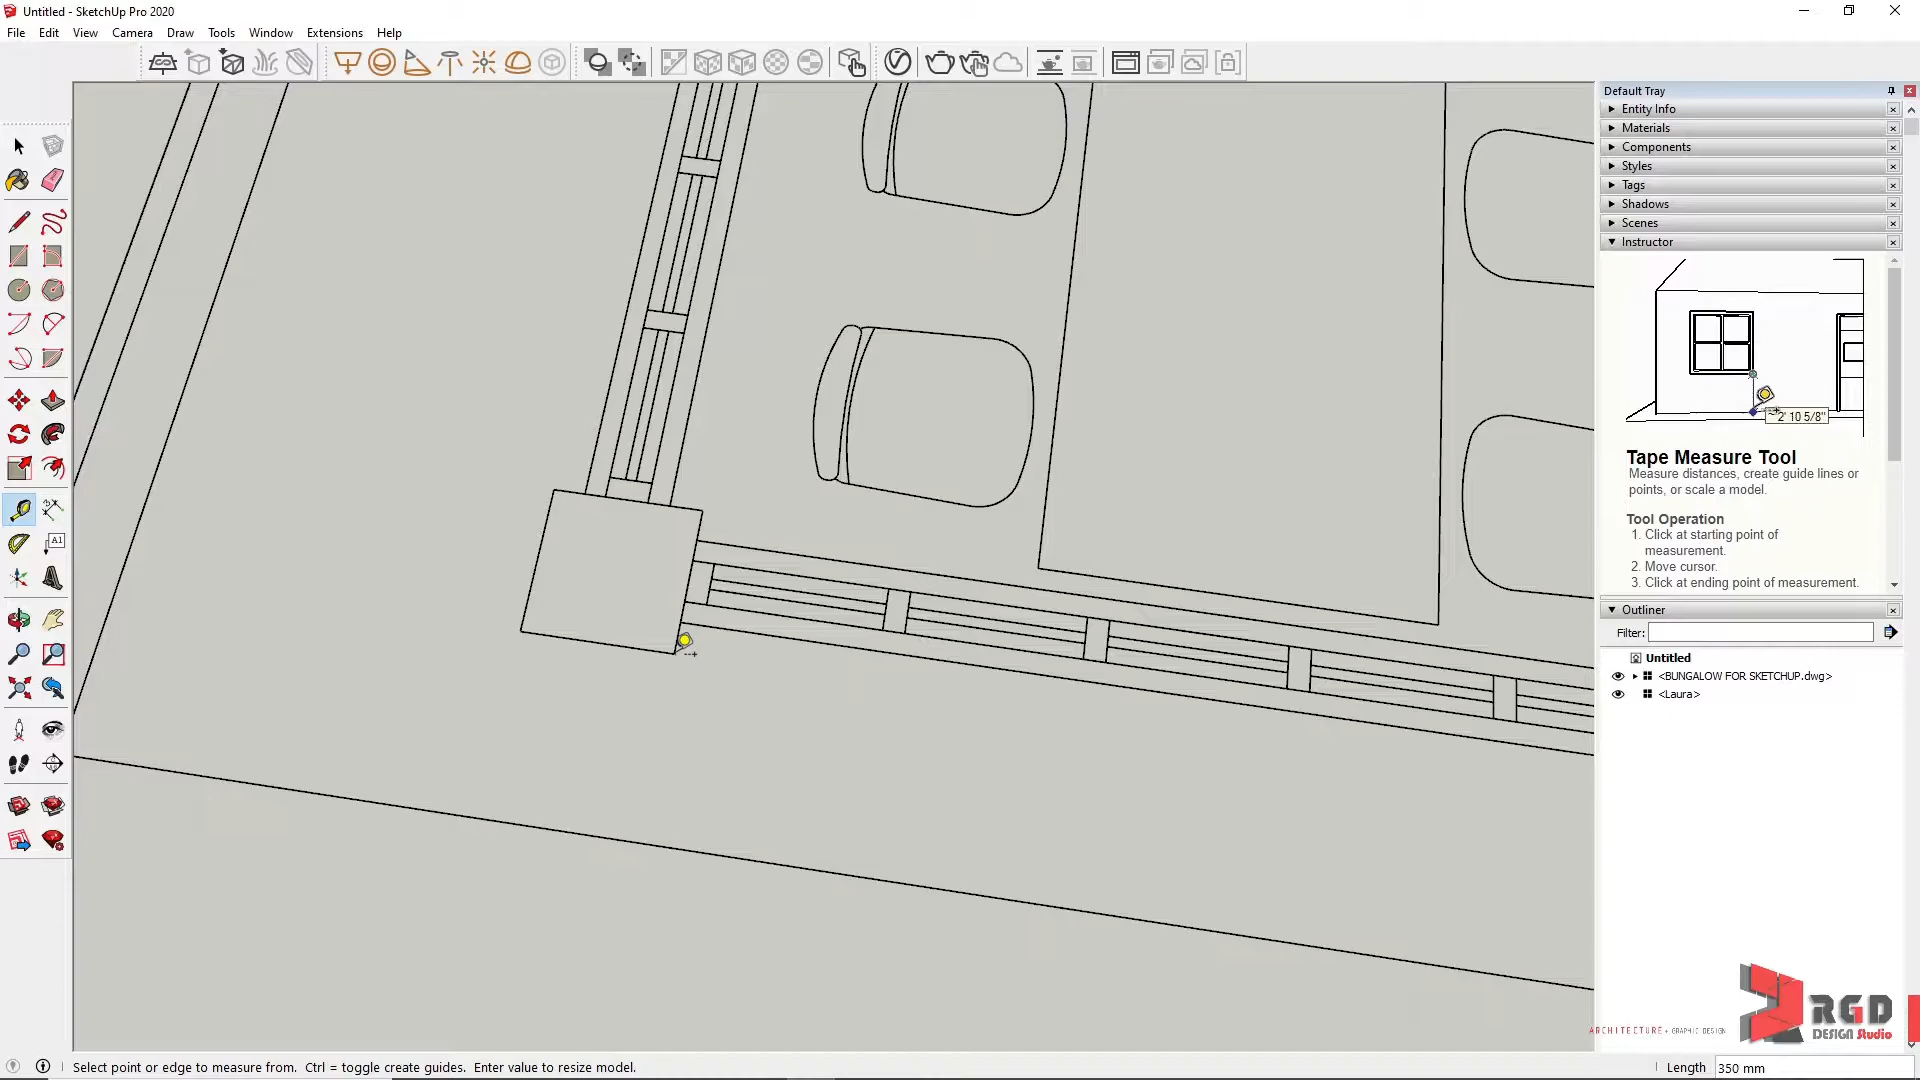 Untitled - SketchUp Pro 2020
File Edit View Camera Draw Tools Window Extensions Help
Default Tray
Entity Info
Materials
Components
Styles
Tags
Shadows
Scenes
Instructor
~ 2' 10 5/8"
Tape Measure Tool
Measure distances, create guide lines or
points, or scale a model.
Tool Operation
1. Click at starting point of
measurement.
2. Move cursor.
3. Click at ending point of measurement.
Outliner
Filter:
Untitled
<BUNGALOW FOR SKETCHUP.dwg>
<Laura>
A1
RGD
DESIGN Studio
ARCHITECTURE + GRAPHIC DESIGN
Select point or edge to measure from. Ctrl = toggle create guides. Enter value to resize model.
Length 350 mm